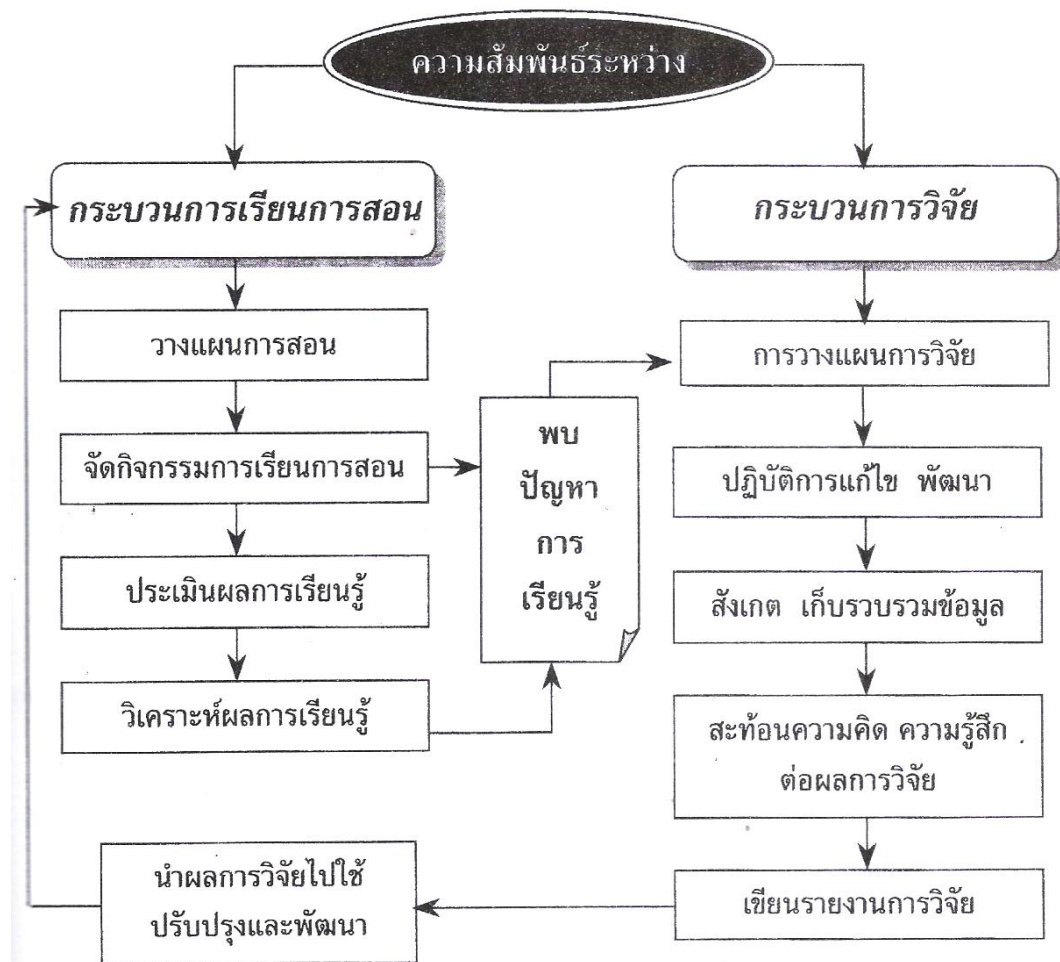 ความสัมพันธ์ระหว่าง
กระบวนการเรียนการสอน
วางแผนการสอน
จัดกิจกรรมการเรียนการสอน
ประเมินผลการเรียนรู้
วิเคราะห์ผลการเรียนรู้
พบ
ปัญหา
การ
เรียนรู้
กระบวนการวิจัย
การวางแผนการวิจัย
ปฏิบัติการแก้ไข พัฒนา
สังเกต เก็บรวบรวมข้อมูล
สะท้อนความคิด ความรู้สึก
ต่อผลการวิจัย
เขียนรายงานการวิจัย
นำผลการวิจัยไปใช้
ปรับปรุงและพัฒนา